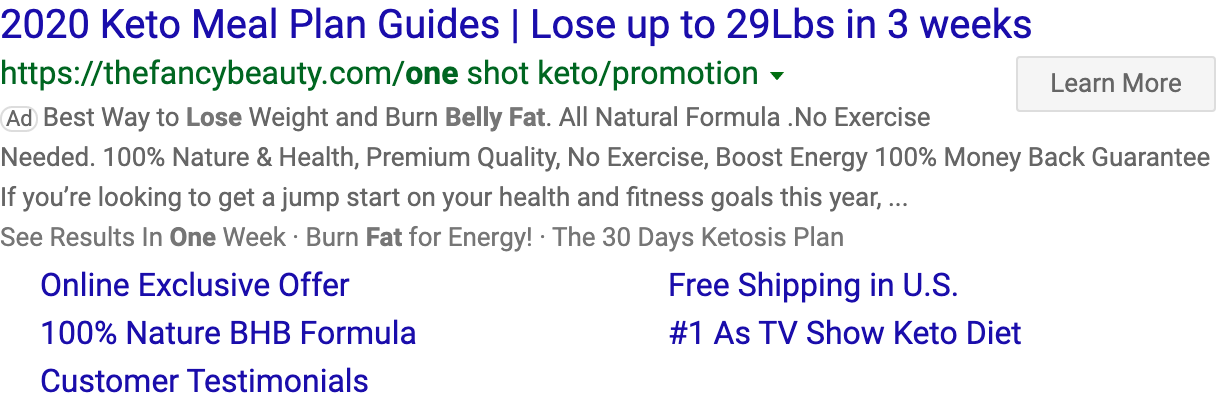 2020 Keto Meal Plan Guides | Lose up to 29Lbs in 3 weeks
https://thefancybeauty.com/one shot keto/promotion
Learn More
Ad Best Way to Lose Weight and Burn Belly Fat. All Natural Formula .No Exercise
Needed. 100% Nature & Health, Premium Quality, No Exercise, Boost Energy 100% Money Back Guarantee
If you’re looking to get a jump start on your health and fitness goals this year, ...
See Results In One Week · Burn Fat for Energy! · The 30 Days Ketosis Plan
Online Exclusive Offer
Free Shipping in U.S.
100% Nature BHB Formula
#1 As TV Show Keto Diet
Customer Testimonials